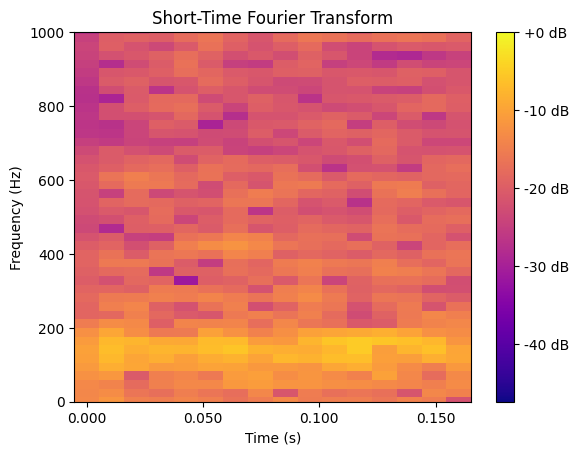 Short-Time Fourier Transform
1000
800
600
400
200
0
Frequency (Hz)
0.000
0.050
0.100
0.150
Time (s)
+0 dB
-10 dB
-20 dB
-30 dB
-40 dB